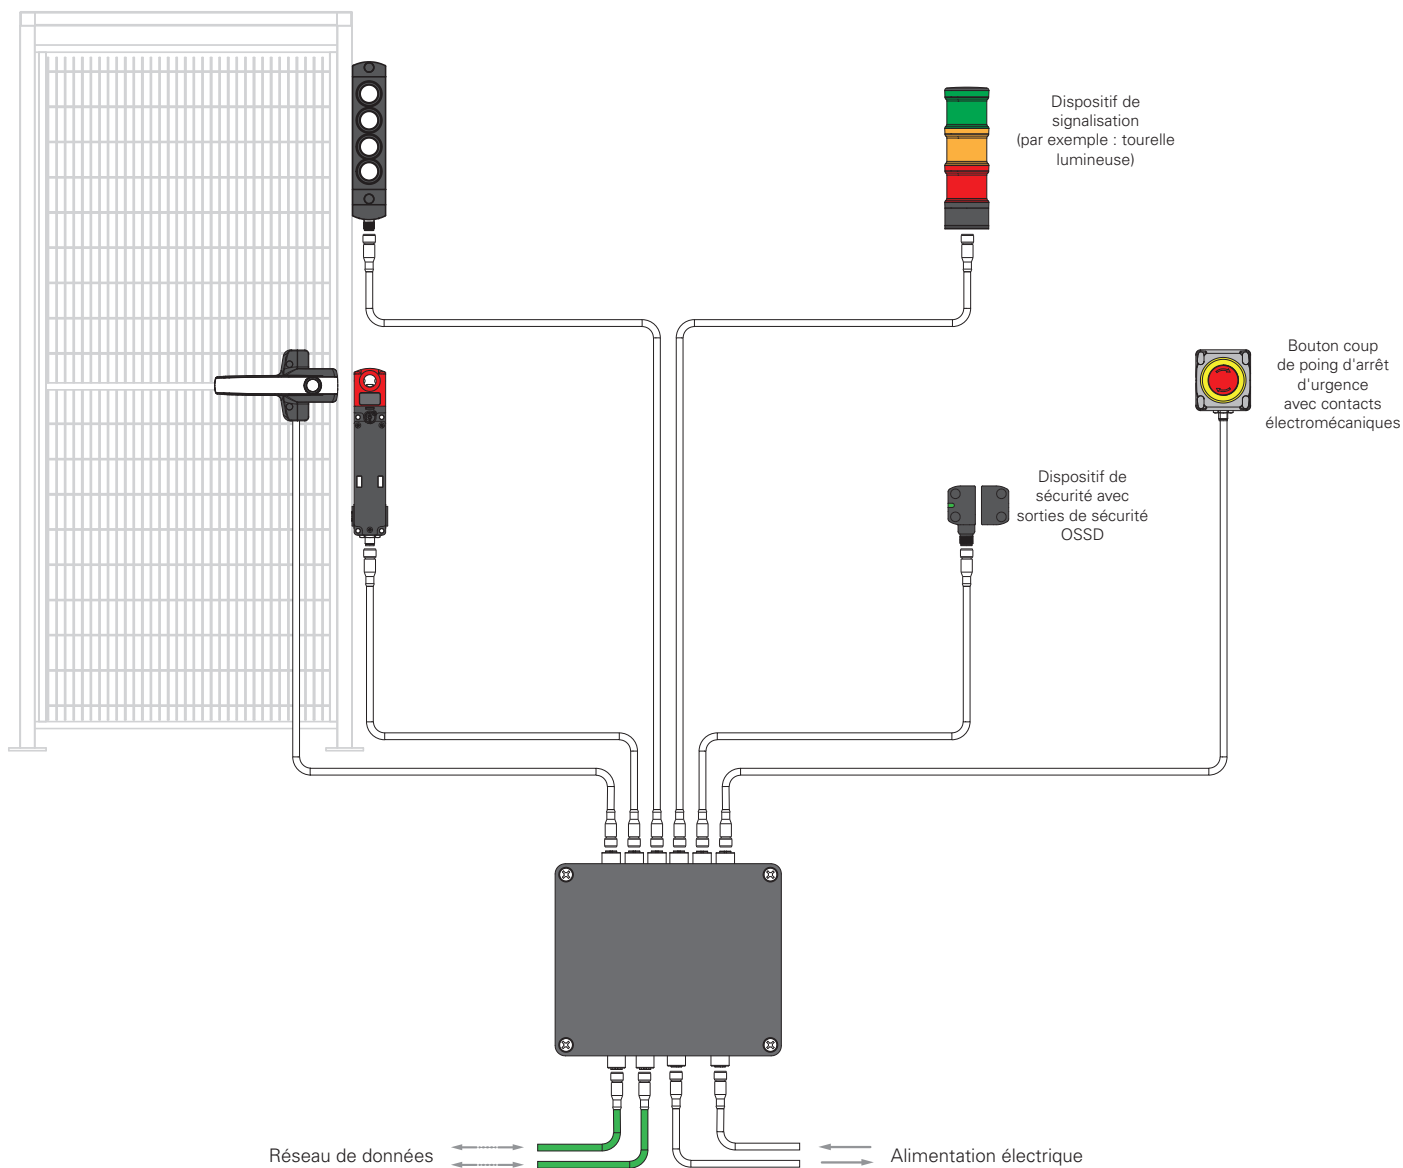 Dispositif de
signalisation
(par exemple : tourelle
lumineuse)
Bouton coup
de poing d'arrêt
d'urgence
avec contacts
électromécaniques
Dispositif de
sécurité avec
sorties de sécurité
OSSD
Réseau de données
Alimentation électrique